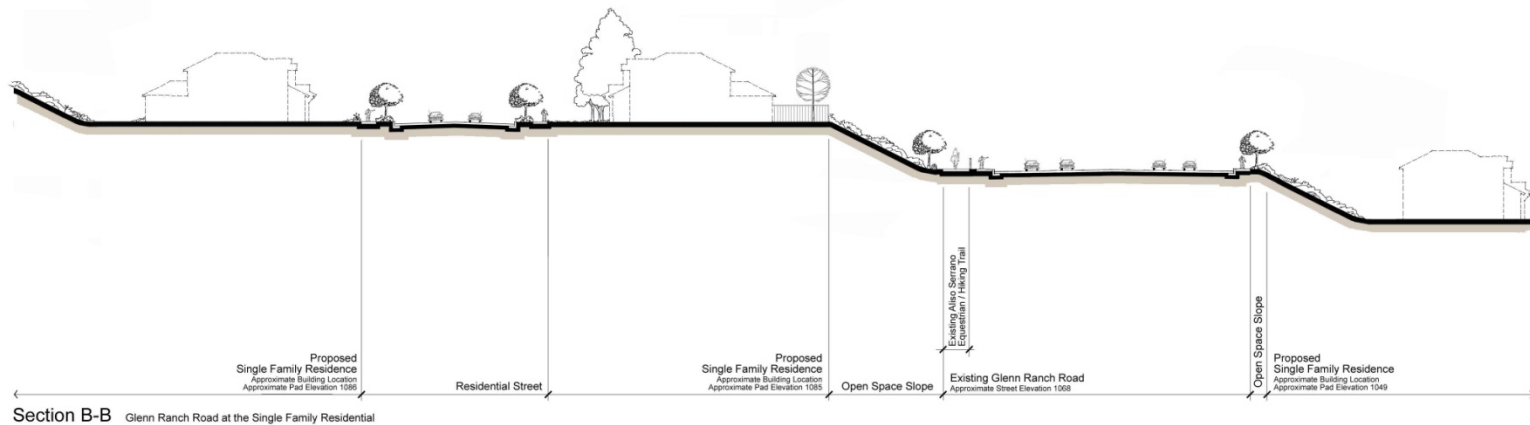 Proposed
Single Family Residence
Approximate Building Location
Approximate Pad Elevation 1086
Residential Street
Proposed
Single Family Residence
Approximate Building Location
Approximate Pad Elevation 1085
Open Space Slope
Existing Aliso Serrano
Equestrian / Hiking Trail
Existing Glenn Ranch Road
Approximate Street Elevation 1068
Open Space Slope
Proposed
Single Family Residence
Approximate Building Location
Approximate Pad Elevation 1049
Section B-B Glenn Ranch Road at the Single Family Residential